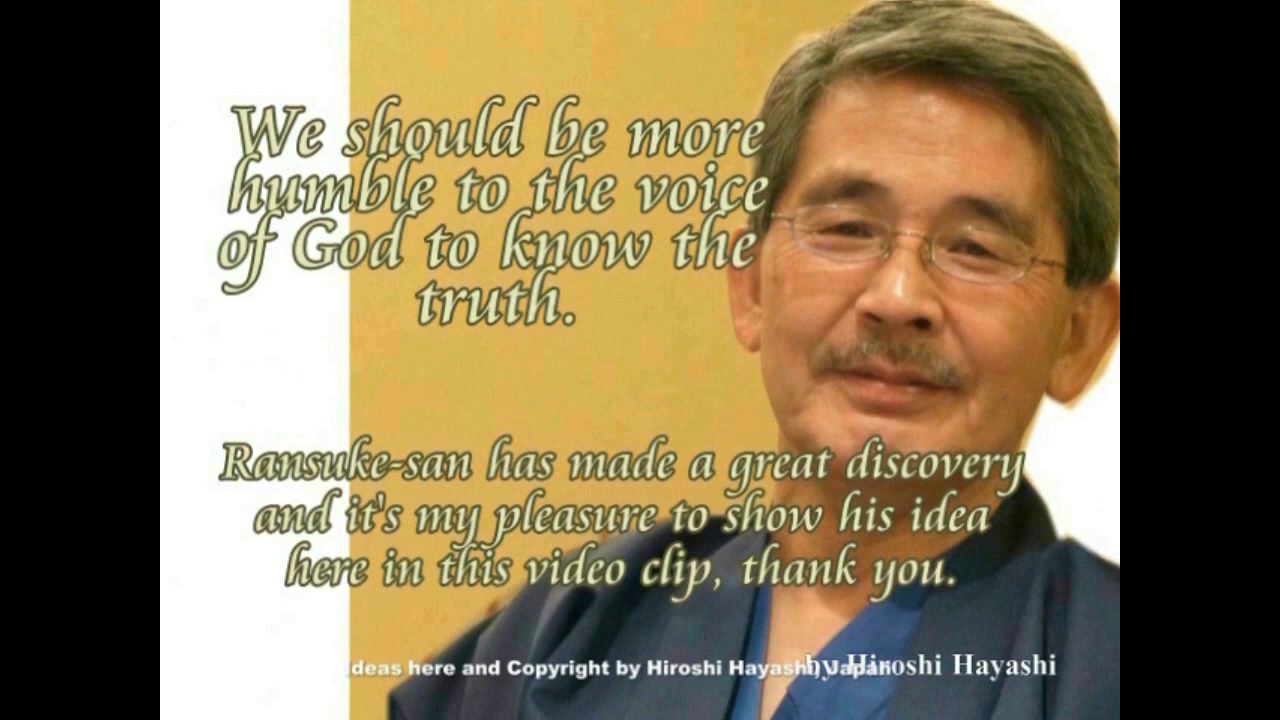 We should be more
humble to the voice
of God to know the
truth.
Ransuke-san has made a great discovery
and it's my pleasure to show his idea
here in this video clip, thank you.
Ideas here and Copyright by Hiroshi Hayashi, Japan
by Hiroshi Hayashi